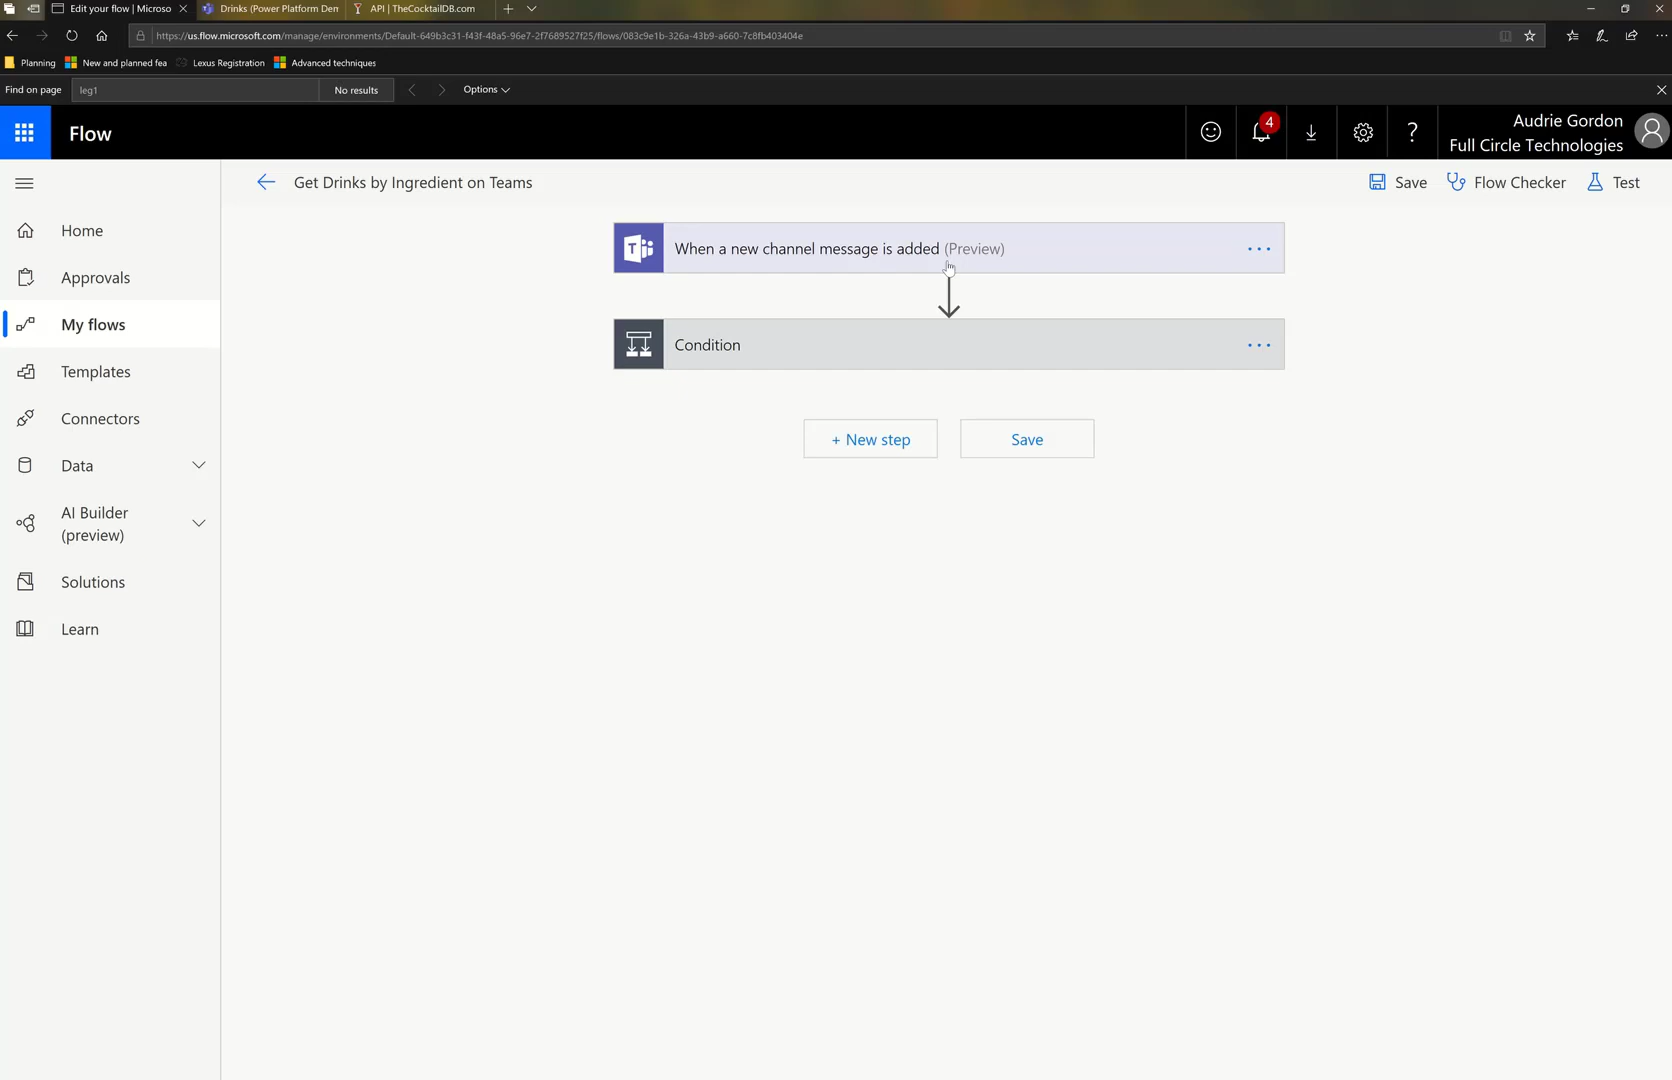 Edit your flow | Microso
Drinks (Power Platform Den
API | TheCocktailDB.com
https://us.flow.microsoft.com/manage/environments/Default-649b3c31-f43f-48a5-96e7-2f7689527f25/flows/083c9e1b-326a-43b9-a660-7c8fb403404e
Planning
New and planned fea
Lexus Registration
Advanced techniques
Find on page
leg1
No results
Options
Flow
4
?
Audrie Gordon
Full Circle Technologies
Get Drinks by Ingredient on Teams
Save
Flow Checker
Test
Home
Approvals
My flows
Templates
Connectors
Data
AI Builder
(preview)
Solutions
Learn
When a new channel message is added (Preview)
Condition
+ New step
Save